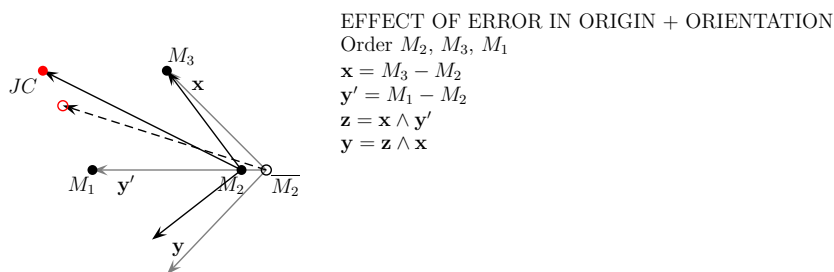 EFFECT OF ERROR IN ORIGIN + ORIENTATION
Order M₂, M₃, M₁
x = M₃ − M₂
y′ = M₁ − M₂
z = x ∧ y′
y = z ∧ x
M₃
x
JC
M₁
y′
M₂
M̅₂
y